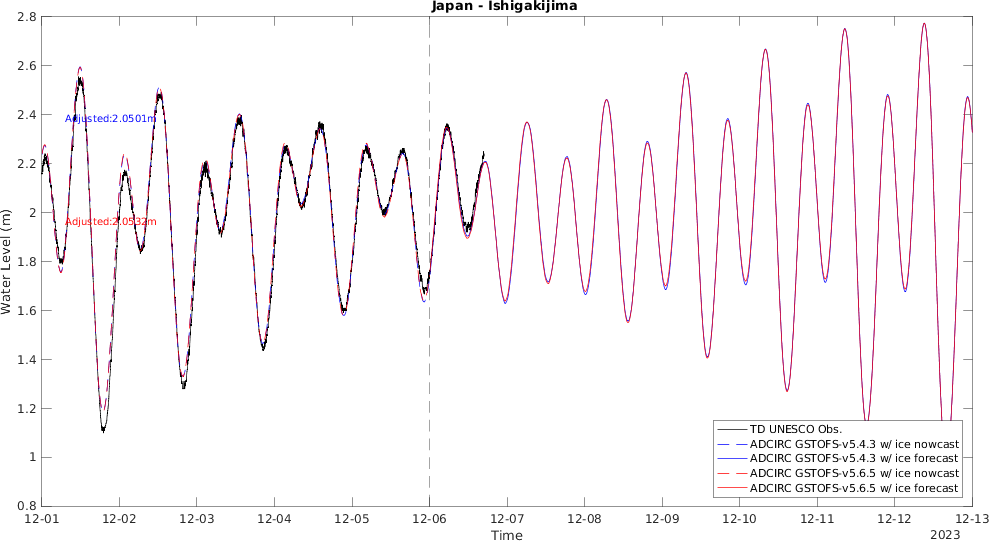 Japan - Ishigakijima
2.8
2.6
2.4
2.2
2
1.8
1.6
1.4
1.2
1
0.8
Water Level (m)
Adjusted:2.0501m
Adjusted:2.0532m
TD UNESCO Obs.
ADCIRC GSTOFS-v5.4.3 w/ ice nowcast
ADCIRC GSTOFS-v5.4.3 w/ ice forecast
ADCIRC GSTOFS-v5.6.5 w/ ice nowcast
ADCIRC GSTOFS-v5.6.5 w/ ice forecast
12-01 12-02 12-03 12-04 12-05 12-06 12-07 12-08 12-09 12-10 12-11 12-12 12-13
Time
2023